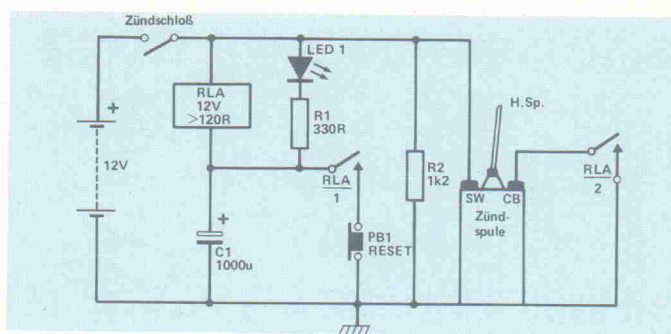 Zündschloß
LED 1
H.Sp.
+
RLA
12V
>120R
R1
330R
12V
RLA
1
R2
1k2
SW
CB
Zünd-
spule
RLA
2
+
C1
1000u
PB1
RESET